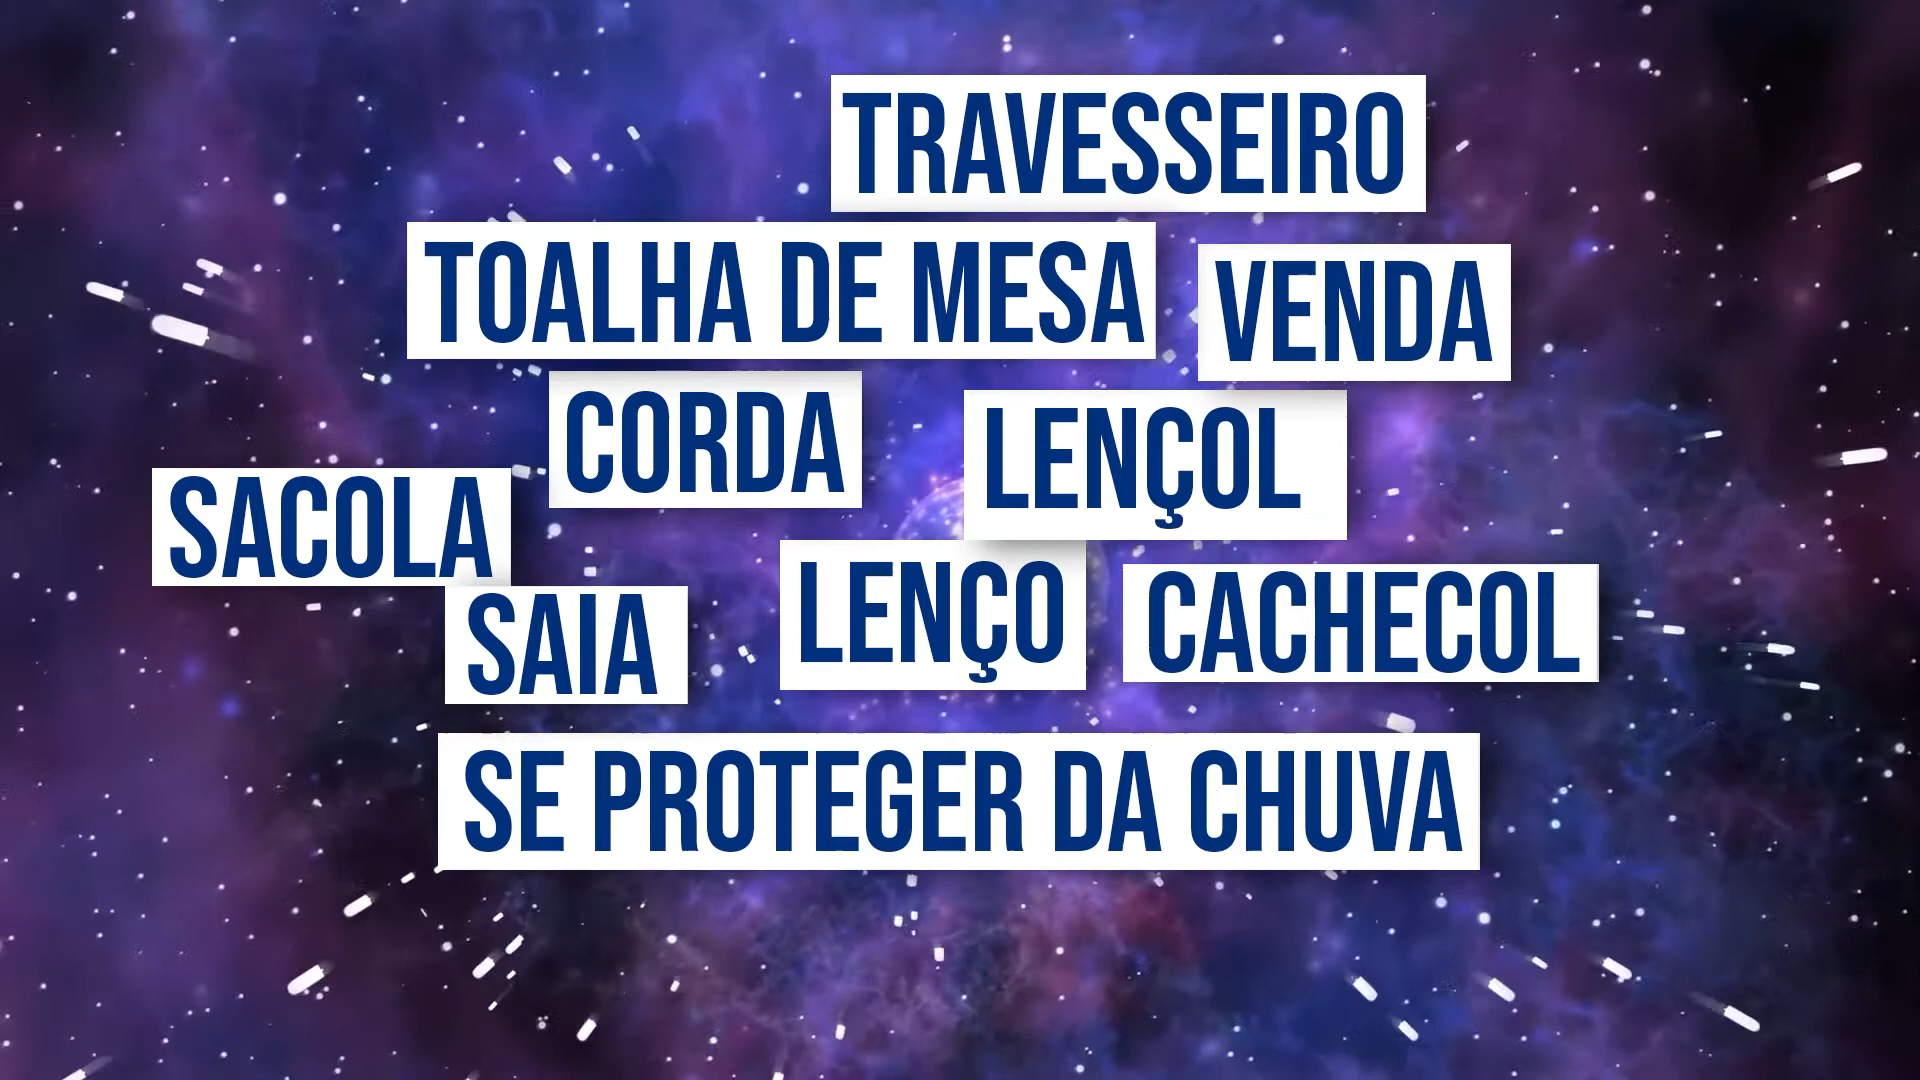 TRAVESSEIRO
TOALHA DE MESA
VENDA
CORDA
LENÇOL
SACOLA
SAIA
LENÇO
CACHECOL
SE PROTEGER DA CHUVA